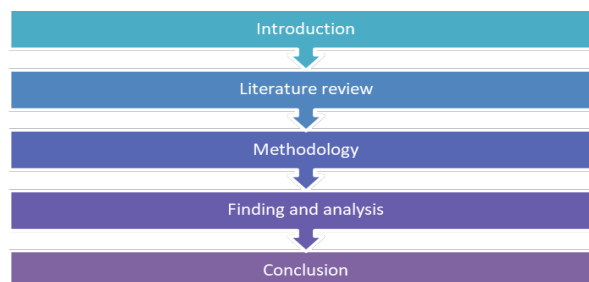 Introduction
Literature review
Methodology
Finding and analysis
Conclusion